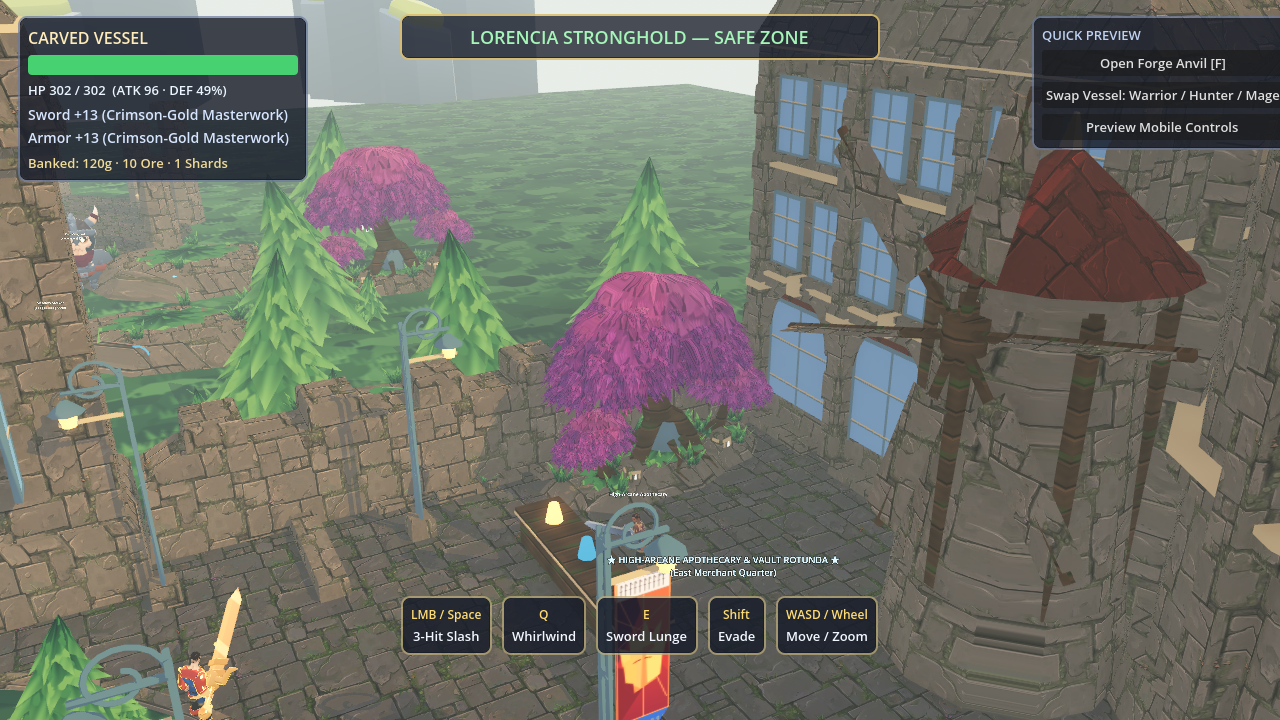 CARVED VESSEL
HP 302 / 302 (ATK 96 · DEF 49%)
Sword +13 (Crimson-Gold Masterwork)
Armor +13 (Crimson-Gold Masterwork)
Banked: 120g · 10 Ore · 1 Shards
LORENCIA STRONGHOLD — SAFE ZONE
QUICK PREVIEW
Open Forge Anvil [F]
Swap Vessel: Warrior / Hunter / Mage
Preview Mobile Controls
High-Arcane Apothecary
★ HIGH-ARCANE APOTHECARY & VAULT ROTUNDA ★
(East Merchant Quarter)
LMB / Space
3-Hit Slash
Q
Whirlwind
E
Sword Lunge
Shift
Evade
WASD / Wheel
Move / Zoom